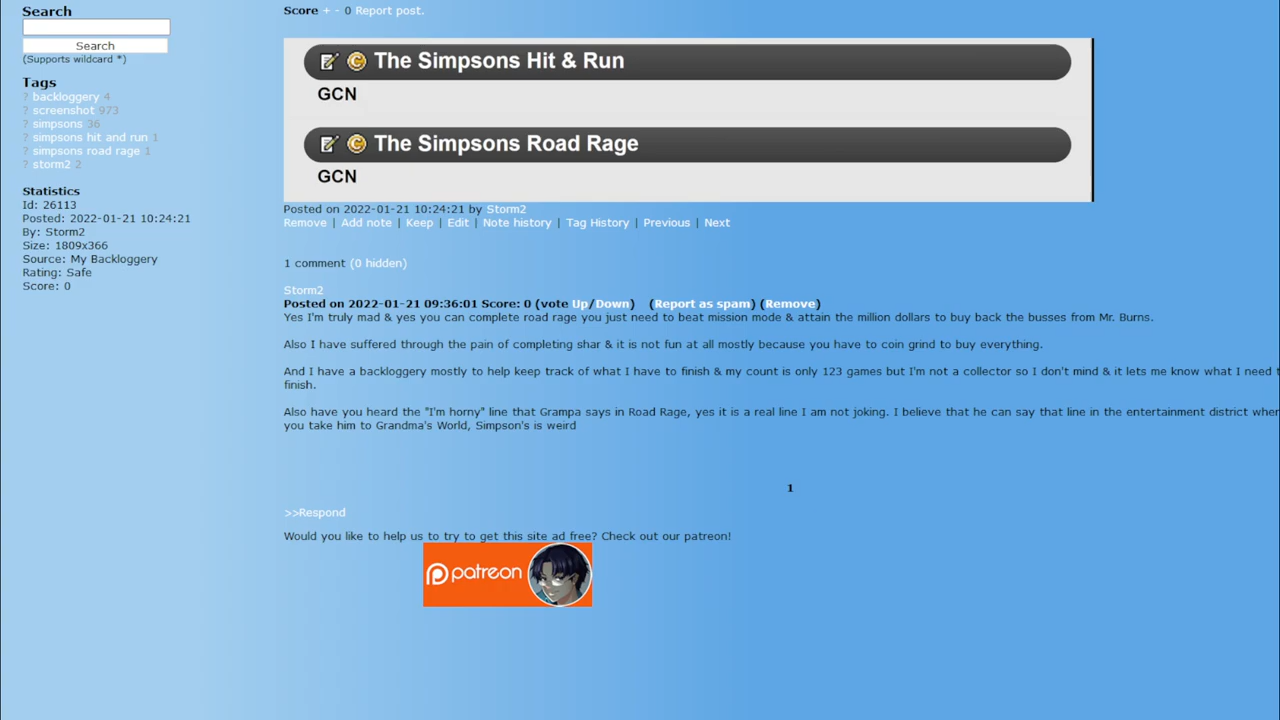 Search
Search
(Supports wildcard *)
Tags
? backloggery 4
? screenshot 973
? simpsons 36
? simpsons hit and run 1
? simpsons road rage 1
? storm2 2
Statistics
Id: 26113
Posted: 2022-01-21 10:24:21
By: Storm2
Size: 1809x366
Source: My Backloggery
Rating: Safe
Score: 0
Score + - 0 Report post.
The Simpsons Hit & Run
GCN
The Simpsons Road Rage
GCN
Posted on 2022-01-21 10:24:21 by Storm2
Remove | Add note | Keep | Edit | Note history | Tag History | Previous | Next
1 comment (0 hidden)
Storm2
Posted on 2022-01-21 09:36:01 Score: 0 (vote Up/Down) (Report as spam) (Remove)
Yes I'm truly mad & yes you can complete road rage you just need to beat mission mode & attain the million dollars to buy back the busses from Mr. Burns.
Also I have suffered through the pain of completing shar & it is not fun at all mostly because you have to coin grind to buy everything.
And I have a backloggery mostly to help keep track of what I have to finish & my count is only 123 games but I'm not a collector so I don't mind & it lets me know what I need t
finish.
Also have you heard the "I'm horny" line that Grampa says in Road Rage, yes it is a real line I am not joking. I believe that he can say that line in the entertainment district wher
you take him to Grandma's World, Simpson's is weird
1
>>Respond
Would you like to help us to try to get this site ad free? Check out our patreon!
patreon